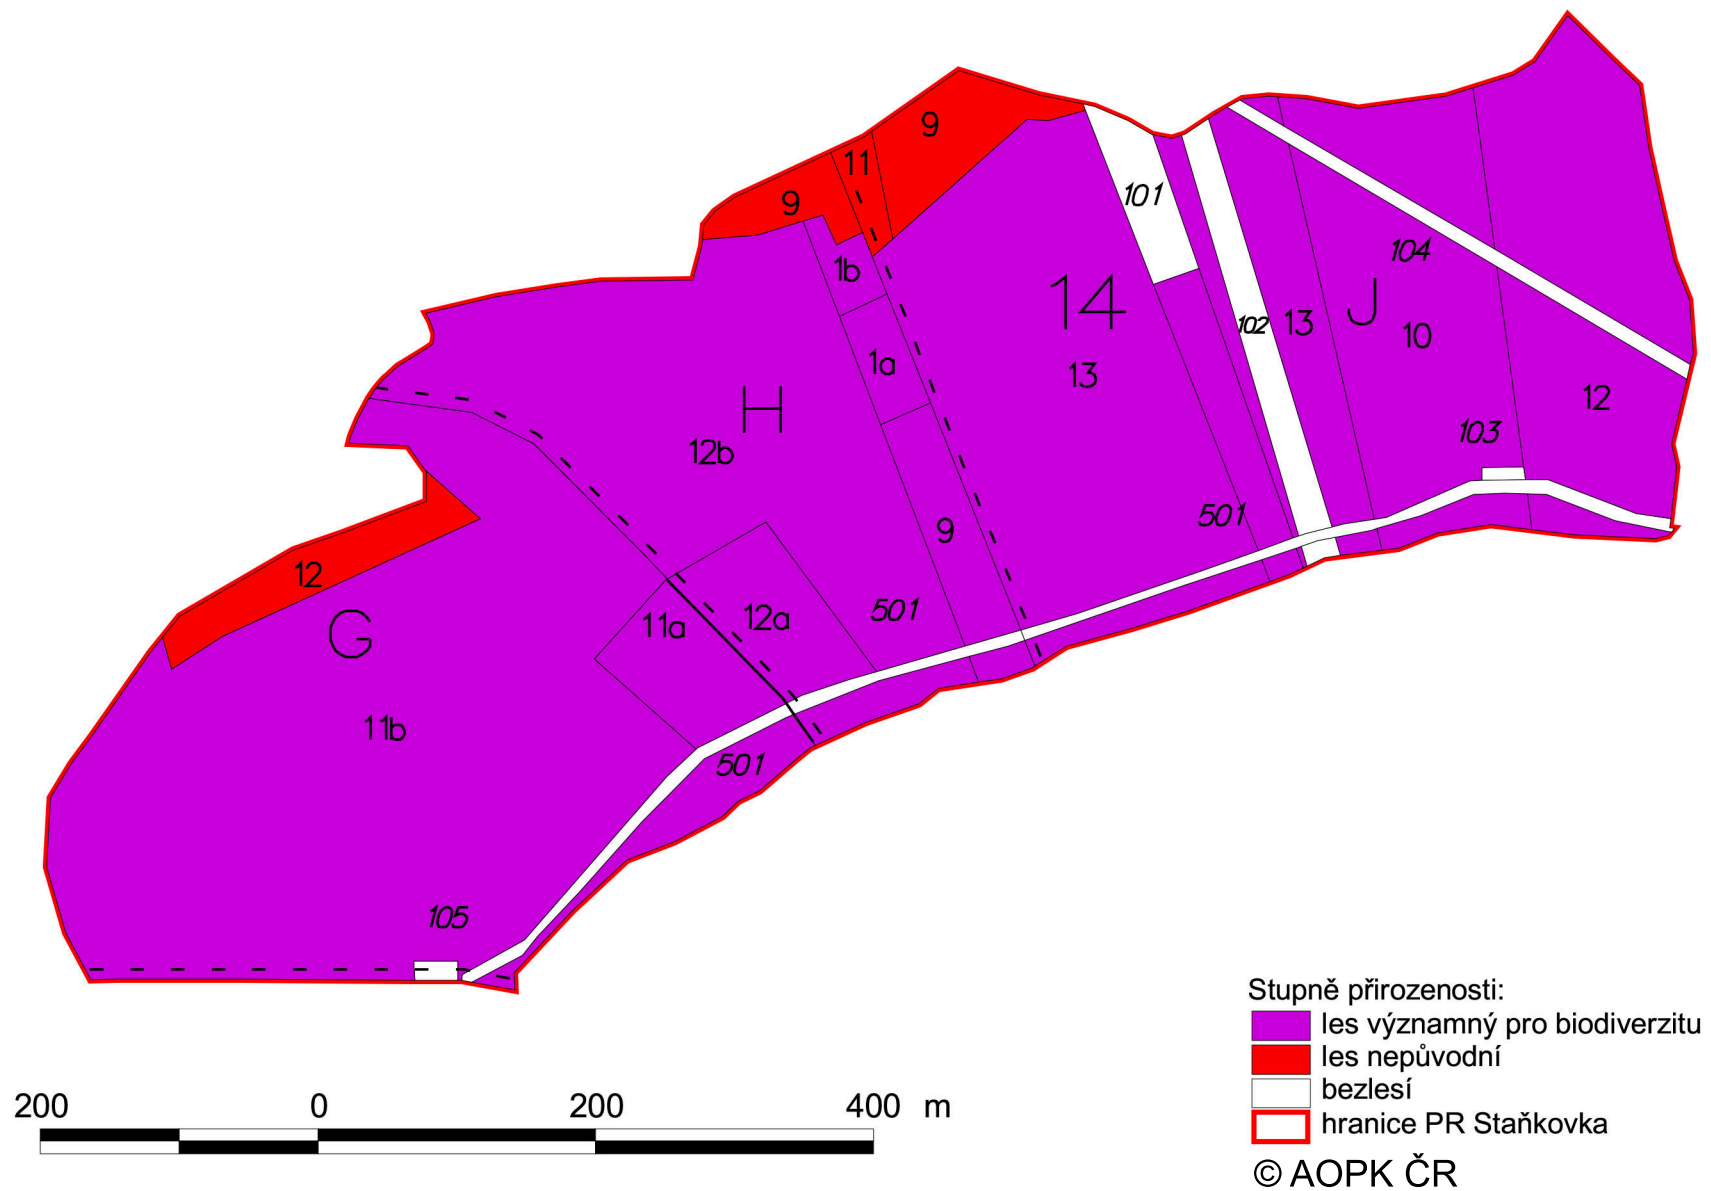 9
11
9
101
1b
104
14
J
102
13
10
1a
13
12
H
103
12b
501
9
12
501
12a
11a
G
11b
501
105
Stupně přirozenosti:
les významný pro biodiverzitu
les nepůvodní
bezlesí
hranice PR Staňkovka
© AOPK ČR
200 0 200 400 m